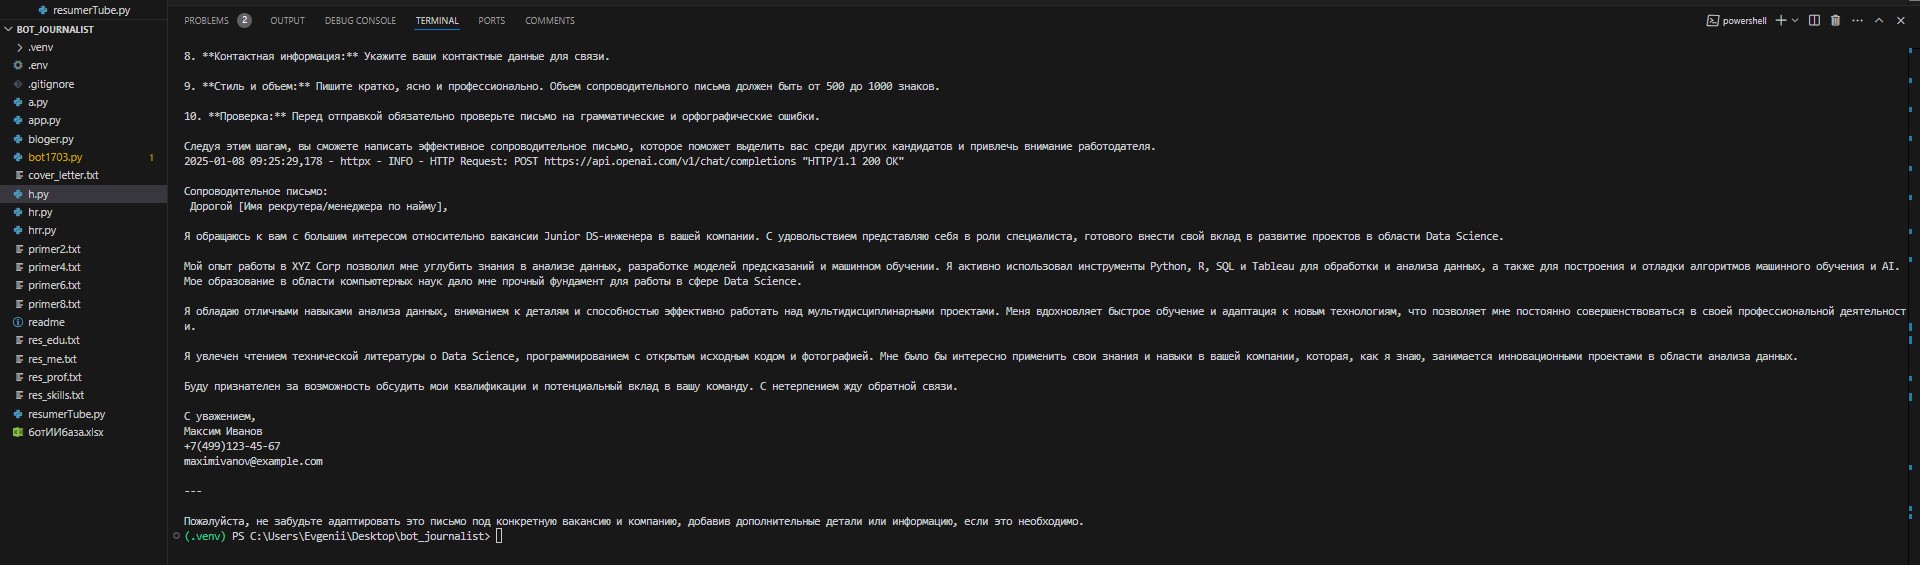 resumerTube.py
BOT_JOURNALIST
.venv
.env
.gitignore
a.py
app.py
bloger.py
bot1703.py 1
cover_letter.txt
h.py
hr.py
hrr.py
primer2.txt
primer4.txt
primer6.txt
primer8.txt
readme
res_edu.txt
res_me.txt
res_prof.txt
res_skills.txt
resumerTube.py
ботИИбаза.xlsx
PROBLEMS 2 OUTPUT DEBUG CONSOLE TERMINAL PORTS COMMENTS
powershell
8. **Контактная информация:** Укажите ваши контактные данные для связи.
9. **Стиль и объем:** Пишите кратко, ясно и профессионально. Объем сопроводительного письма должен быть от 500 до 1000 знаков.
10. **Проверка:** Перед отправкой обязательно проверьте письмо на грамматические и орфографические ошибки.
Следуя этим шагам, вы сможете написать эффективное сопроводительное письмо, которое поможет выделить вас среди других кандидатов и привлечь внимание работодателя.
2025-01-08 09:25:29,178 - httpx - INFO - HTTP Request: POST https://api.openai.com/v1/chat/completions "HTTP/1.1 200 OK"
Сопроводительное письмо:
Дорогой [Имя рекрутера/менеджера по найму],
Я обращаюсь к вам с большим интересом относительно вакансии Junior DS-инженера в вашей компании. С удовольствием представляю себя в роли специалиста, готового внести свой вклад в развитие проектов в области Data Science.
Мой опыт работы в XYZ Corp позволил мне углубить знания в анализе данных, разработке моделей предсказаний и машинном обучении. Я активно использовал инструменты Python, R, SQL и Tableau для обработки и анализа данных, а также для построения и отладки алгоритмов машинного обучения и AI.
Мое образование в области компьютерных наук дало мне прочный фундамент для работы в сфере Data Science.
Я обладаю отличными навыками анализа данных, вниманием к деталям и способностью эффективно работать над мультидисциплинарными проектами. Меня вдохновляет быстрое обучение и адаптация к новым технологиям, что позволяет мне постоянно совершенствоваться в своей профессиональной деятельност
и.
Я увлечен чтением технической литературы о Data Science, программированием с открытым исходным кодом и фотографией. Мне было бы интересно применить свои знания и навыки в вашей компании, которая, как я знаю, занимается инновационными проектами в области анализа данных.
Буду признателен за возможность обсудить мои квалификации и потенциальный вклад в вашу команду. С нетерпением жду обратной связи.
С уважением,
Максим Иванов
+7(499)123-45-67
maximivanov@example.com
---
Пожалуйста, не забудьте адаптировать это письмо под конкретную вакансию и компанию, добавив дополнительные детали или информацию, если это необходимо.
(.venv) PS C:\Users\Evgenii\Desktop\bot_journalist>